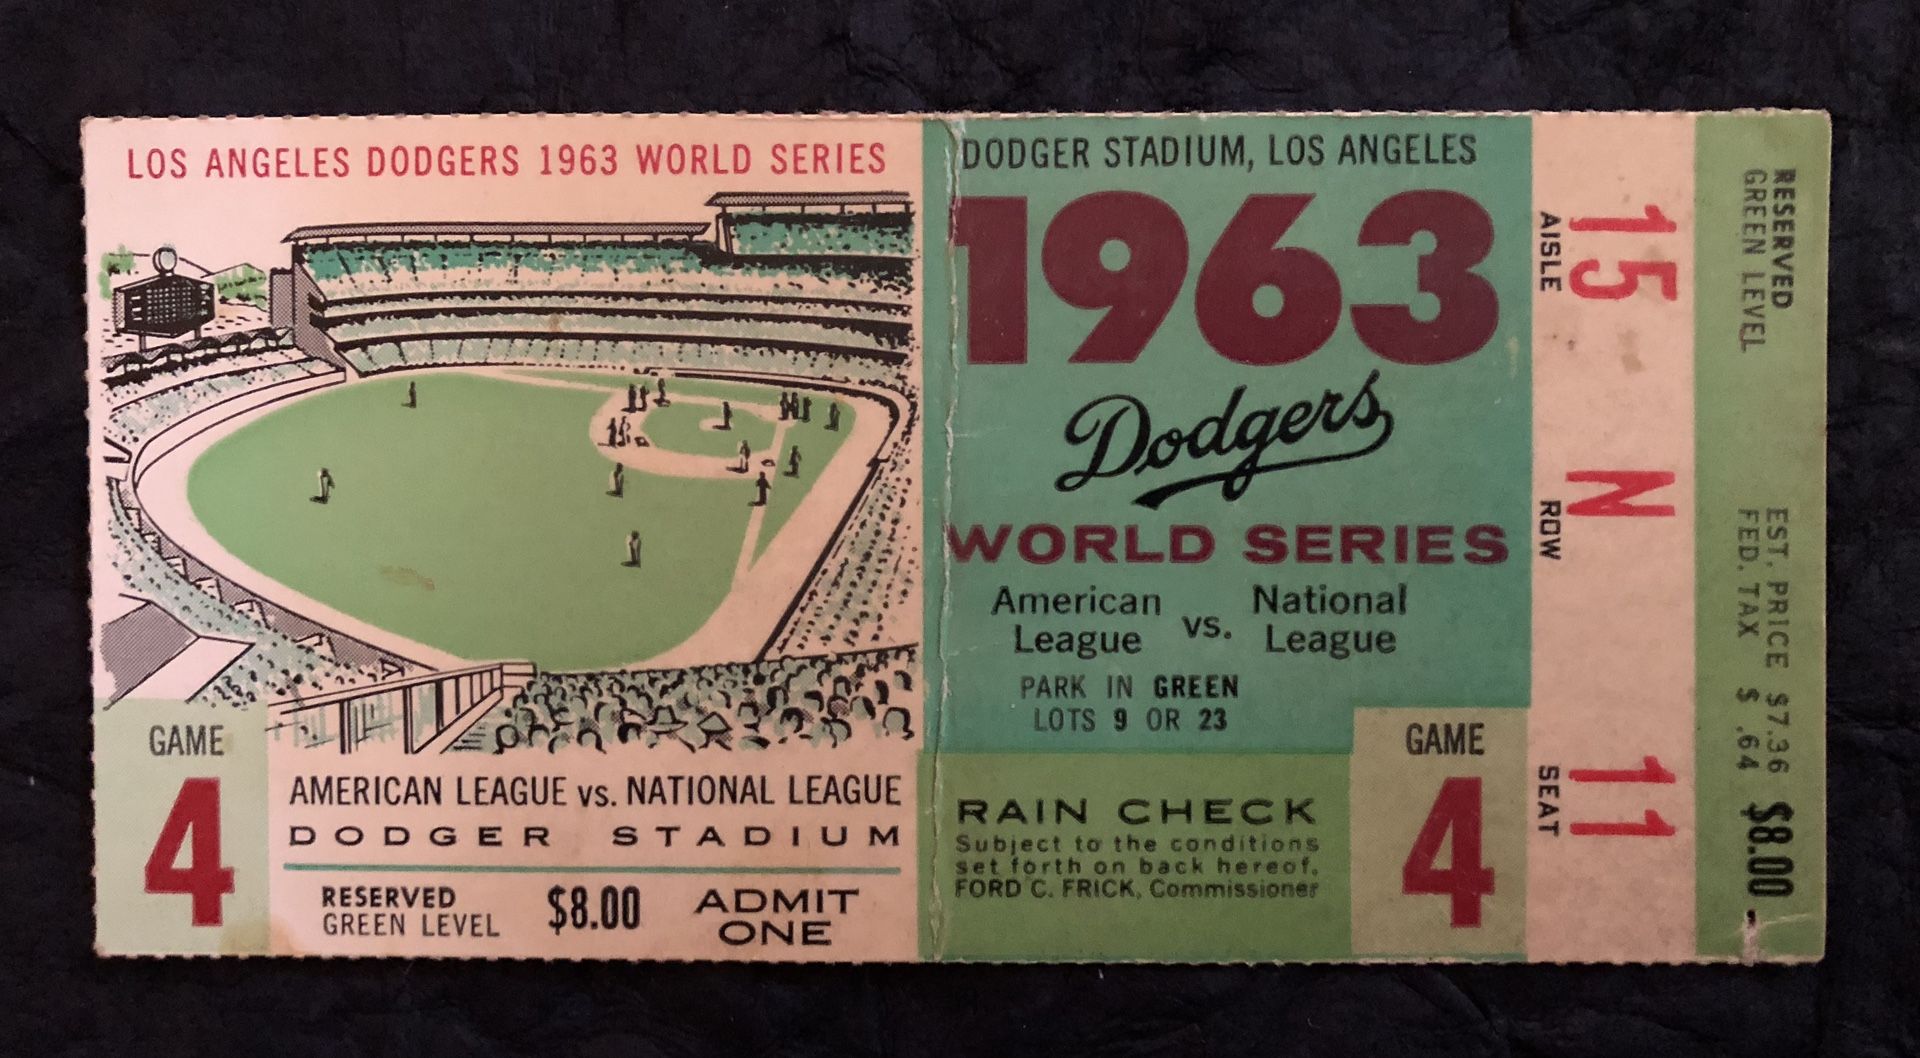 LOS ANGELES DODGERS 1963 WORLD SERIES
GAME
4
AMERICAN LEAGUE vs. NATIONAL LEAGUE
DODGER STADIUM
RESERVED
GREEN LEVEL
$8.00
ADMIT
ONE
DODGER STADIUM, LOS ANGELES
1963
Dodgers
WORLD SERIES
American
League
vs.
National
League
PARK IN GREEN
LOTS 9 OR 23
RAIN CHECK
Subject to the conditions
set forth on back hereof.
FORD C. FRICK, Commissioner
GAME
4
AISLE 15
ROW N
SEAT 11
RESERVED
GREEN LEVEL
EST. PRICE $7.36
FED. TAX $ .64
$8.00